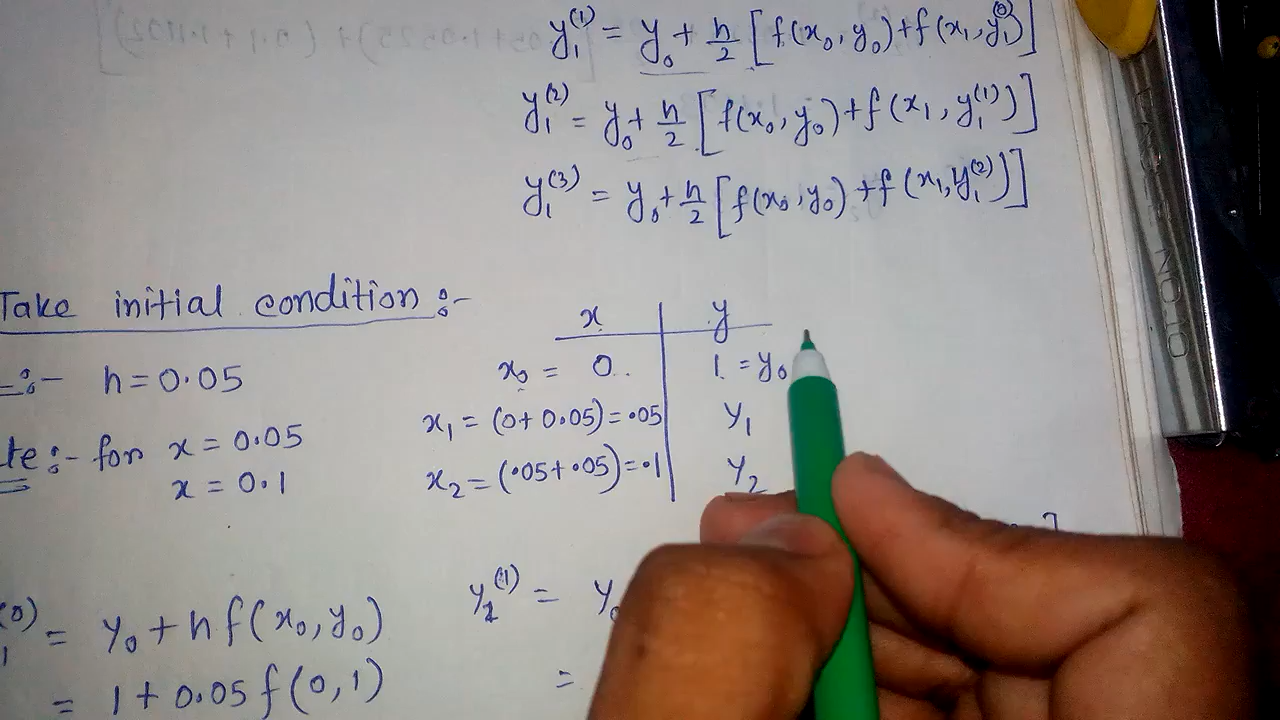 y₁⁽¹⁾ = y₀ + h/2 [f(x₀, y₀) + f(x₁, y₁⁽⁰⁾)]
y₁⁽²⁾ = y₀ + h/2 [f(x₀, y₀) + f(x₁, y₁⁽¹⁾)]
y₁⁽³⁾ = y₀ + h/2 [f(x₀, y₀) + f(x₁, y₁⁽²⁾)]
Take initial condition :-
x y
-:- h = 0.05
x₀ = 0 1 = y₀
x₁ = (0 + 0.05) = .05 y₁
te :- for x = 0.05
x = 0.1
x₂ = (.05 + .05) = .1 y₂
⁽⁰⁾₁ = y₀ + h f(x₀, y₀)
= 1 + 0.05 f(0, 1)
y₁⁽¹⁾ = y₀
=